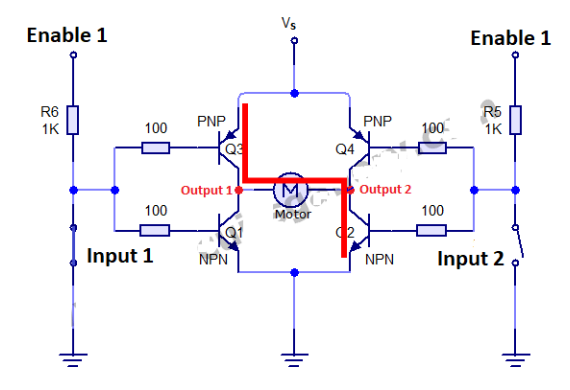 Enable 1
Vs
Enable 1
R6
1K
PNP
100
Q3
PNP
100
Q4
R5
1K
Output 1
M
Motor
Output 2
100
Q1
NPN
Input 1
100
Q2
NPN
Input 2